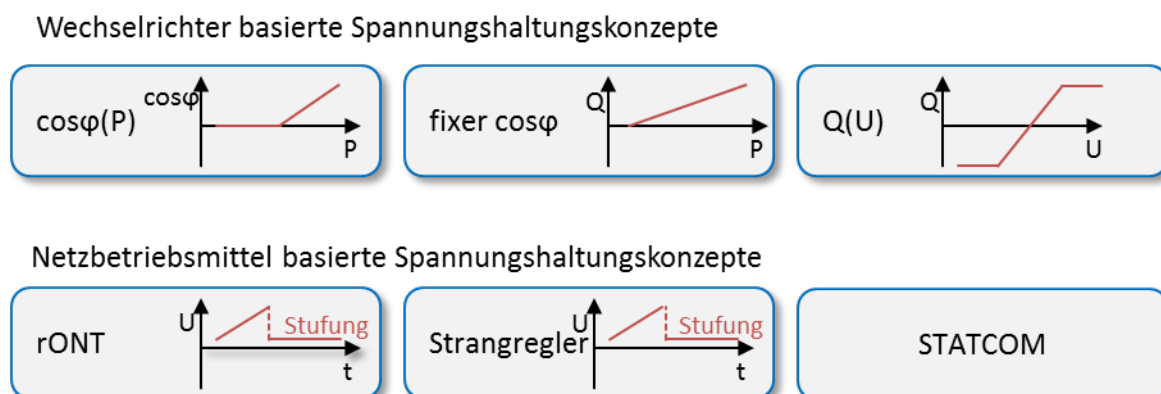 Wechselrichter basierte Spannungshaltungskonzepte
cosφ(P)
cosφ
P
fixer cosφ
Q
P
Q(U)
Q
U
Netzbetriebsmittel basierte Spannungshaltungskonzepte
rONT
U
Stufung
t
Strangregler
U
Stufung
t
STATCOM